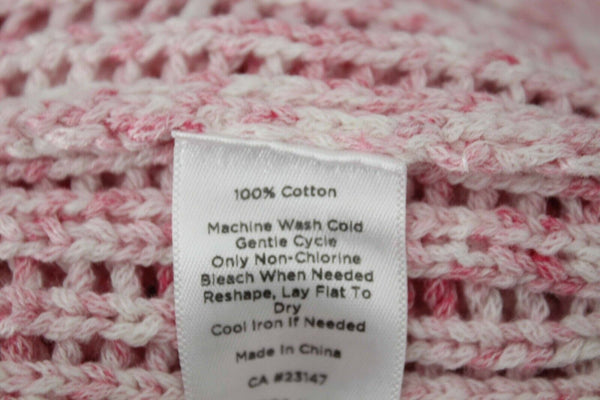 100% Cotton
Machine Wash Cold
Gentle Cycle
Only Non-Chlorine
Bleach When Needed
Reshape, Lay Flat To
Dry
Cool Iron If Needed
Made In China
CA #23147